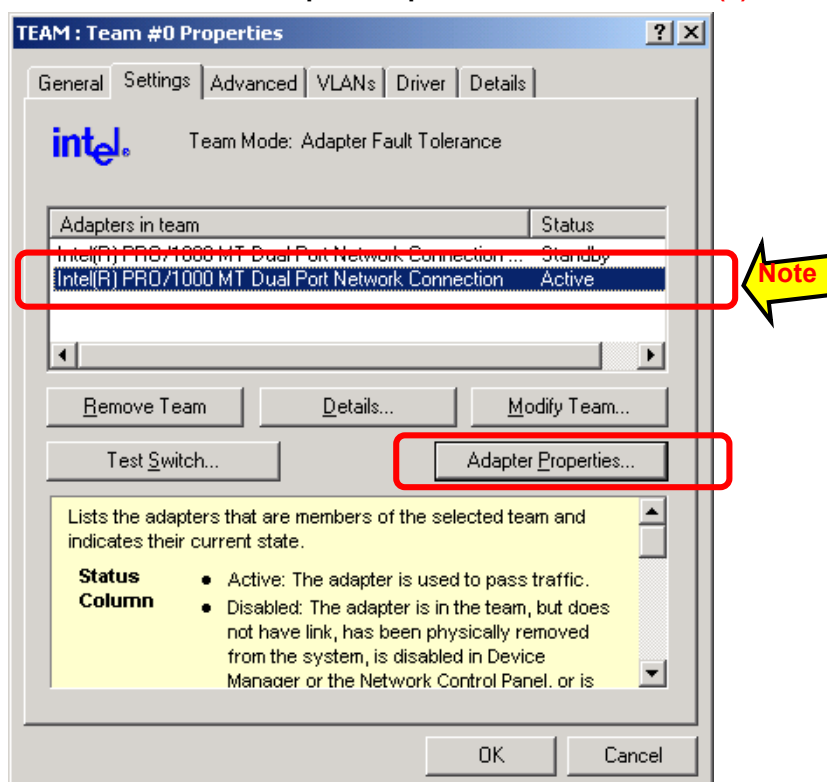 TEAM : Team #0 Properties
General Settings Advanced VLANs Driver Details
intel® Team Mode: Adapter Fault Tolerance
Adapters in team Status
Intel(R) PRO/1000 MT Dual Port Network Connection ... Standby
Intel(R) PRO/1000 MT Dual Port Network Connection Active
Note
Remove Team Details... Modify Team...
Test Switch... Adapter Properties...
Lists the adapters that are members of the selected team and
indicates their current state.
Status • Active: The adapter is used to pass traffic.
Column • Disabled: The adapter is in the team, but does
not have link, has been physically removed
from the system, is disabled in Device
Manager or the Network Control Panel, or is
OK Cancel